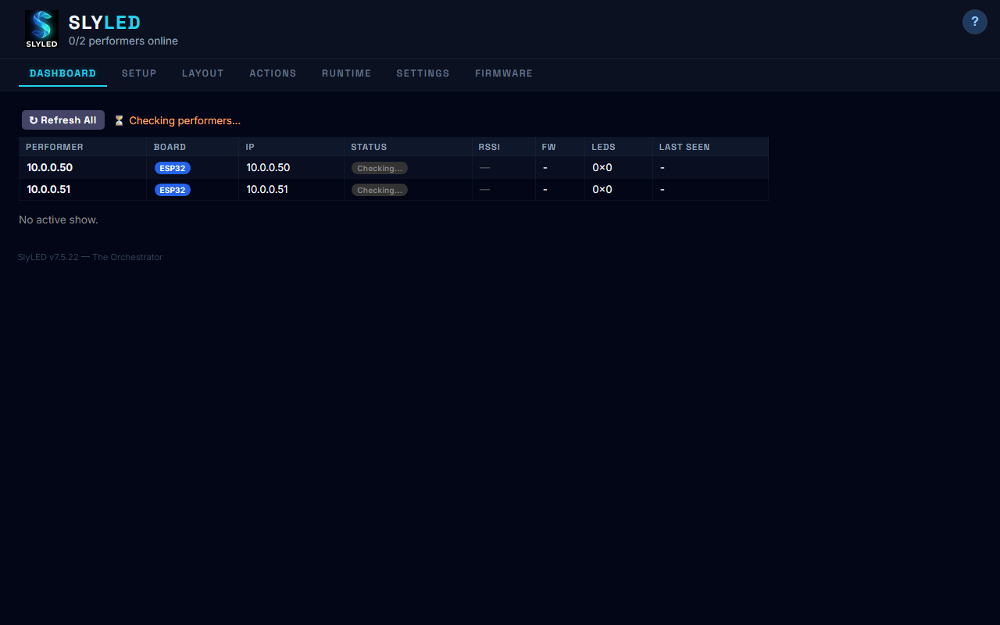 SLYLED
SLYLED
0/2 performers online
?
DASHBOARD SETUP LAYOUT ACTIONS RUNTIME SETTINGS FIRMWARE
↻ Refresh All ⏳ Checking performers...
PERFORMER BOARD IP STATUS RSSI FW LEDS LAST SEEN
10.0.0.50 ESP32 10.0.0.50 Checking... — - 0×0 -
10.0.0.51 ESP32 10.0.0.51 Checking... — - 0×0 -
No active show.
SlyLED v7.5.22 — The Orchestrator